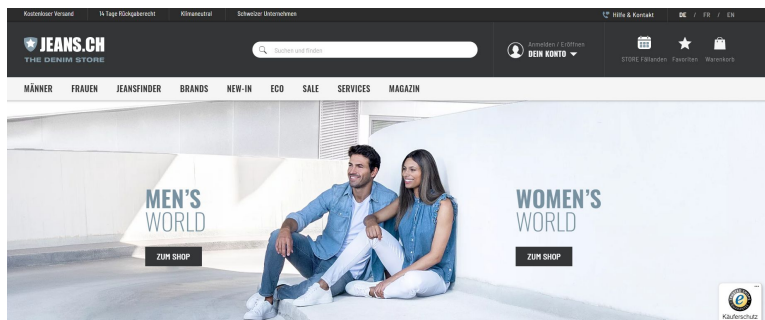 Kostenloser Versand
14 Tage Rückgaberecht
Klimaneutral
Schweizer Unternehmen
Hilfe & Kontakt
DE / FR / EN
JEANS.CH
THE DENIM STORE
Suchen und finden
Anmelden / Eröffnen
DEIN KONTO
STORE Fällanden
Favoriten
Warenkorb
MÄNNER
FRAUEN
JEANSFINDER
BRANDS
NEW-IN
ECO
SALE
SERVICES
MAGAZIN
MEN'S
WORLD
ZUM SHOP
WOMEN'S
WORLD
ZUM SHOP
Käuferschutz